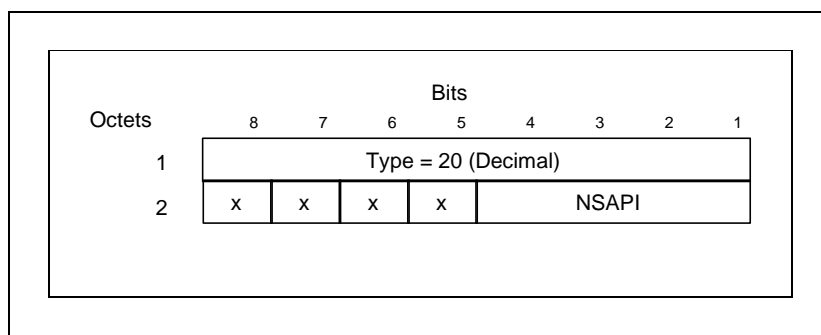 Bits
Octets 8 7 6 5 4 3 2 1
1 Type = 20 (Decimal)
2 x x x x NSAPI